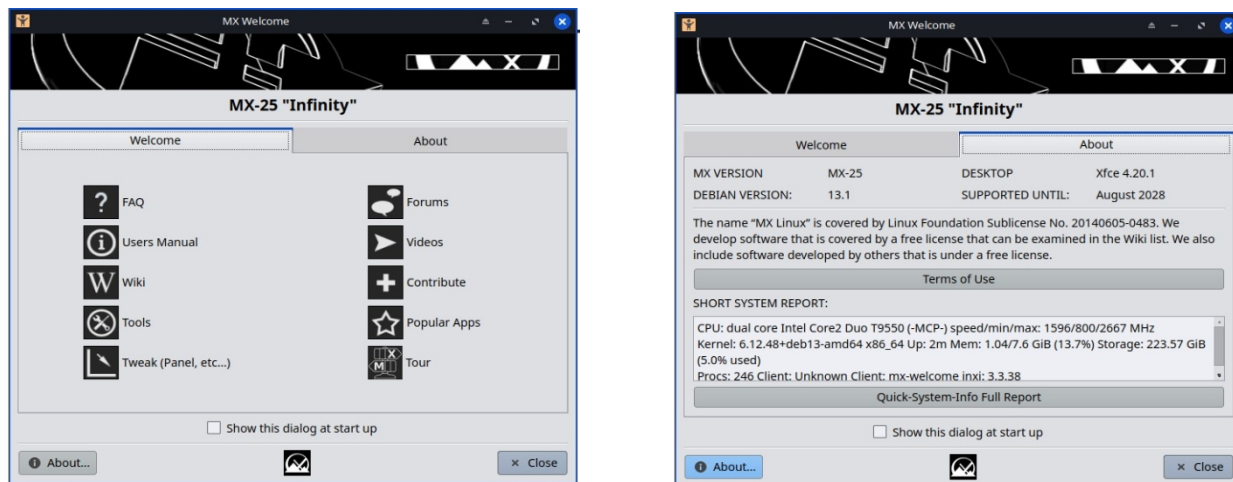 MX Welcome
MX
MX-25 "Infinity"
Welcome
About
FAQ
Forums
Users Manual
Videos
Wiki
Contribute
Tools
Popular Apps
Tweak (Panel, etc...)
Tour
Show this dialog at start up
About...
Close
MX Welcome
MX
MX-25 "Infinity"
Welcome
About
MX VERSION MX-25 DESKTOP Xfce 4.20.1
DEBIAN VERSION: 13.1 SUPPORTED UNTIL: August 2028
The name “MX Linux” is covered by Linux Foundation Sublicense No. 20140605-0483. We
develop software that is covered by a free license that can be examined in the Wiki list. We also
include software developed by others that is under a free license.
Terms of Use
SHORT SYSTEM REPORT:
CPU: dual core Intel Core2 Duo T9550 (-MCP-) speed/min/max: 1596/800/2667 MHz
Kernel: 6.12.48+deb13-amd64 x86_64 Up: 2m Mem: 1.04/7.6 GiB (13.7%) Storage: 223.57 GiB
(5.0% used)
Procs: 246 Client: Unknown Client: mx-welcome inxi: 3.3.38
Quick-System-Info Full Report
Show this dialog at start up
About...
Close